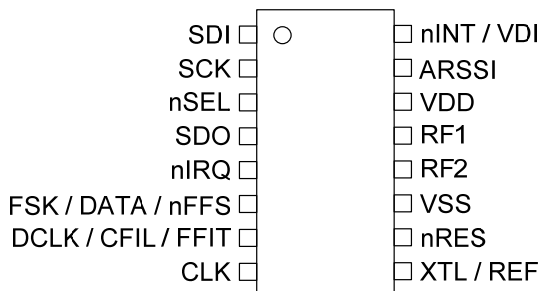 SDI
SCK
nSEL
SDO
nIRQ
FSK / DATA / nFFS
DCLK / CFIL / FFIT
CLK
nINT / VDI
ARSSI
VDD
RF1
RF2
VSS
nRES
XTL / REF